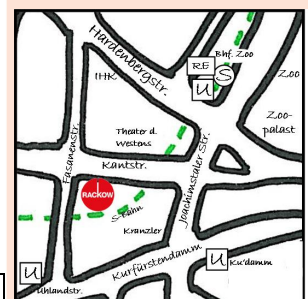 Hardenbergstr.
Bhf. Zoo
RE
S
U
IHK
Zoo
Zoo-
palast
Theater d.
Westens
Fasanenstr.
Kantstr.
Joachimstaler Str.
RACKOW
S-Bahn
Kranzler
Kurfürstendamm
U
Ku'damm
U
Uhlandstr.